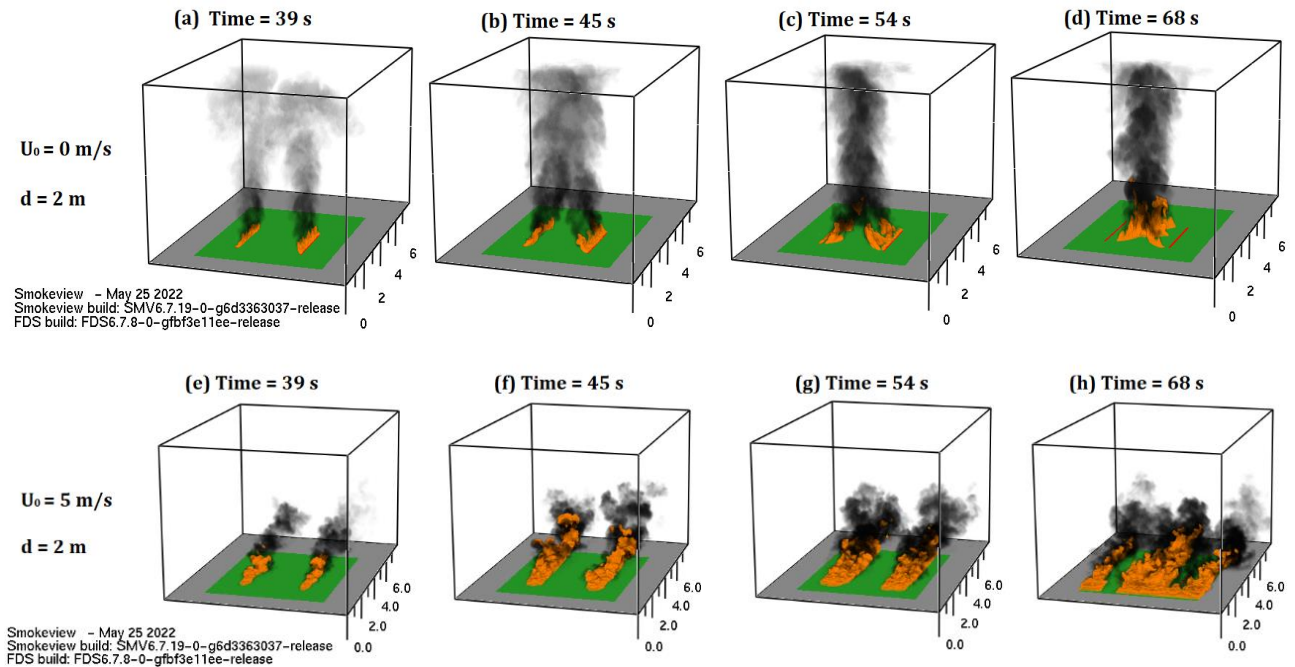 (a) Time = 39 s
(b) Time = 45 s
(c) Time = 54 s
(d) Time = 68 s
U₀ = 0 m/s
d = 2 m
6
4
2
0
6
4
2
0
6
4
2
0
6
4
2
0
Smokeview - May 25 2022
Smokeview build: SMV6.7.19-0-g6d3363037-release
FDS build: FDS6.7.8-0-gfbf3e11ee-release
(e) Time = 39 s
(f) Time = 45 s
(g) Time = 54 s
(h) Time = 68 s
U₀ = 5 m/s
d = 2 m
6.0
4.0
2.0
0.0
6.0
4.0
2.0
0.0
6.0
4.0
2.0
0.0
6.0
4.0
2.0
0.0
Smokeview - May 25 2022
Smokeview build: SMV6.7.19-0-g6d3363037-release
FDS build: FDS6.7.8-0-gfbf3e11ee-release